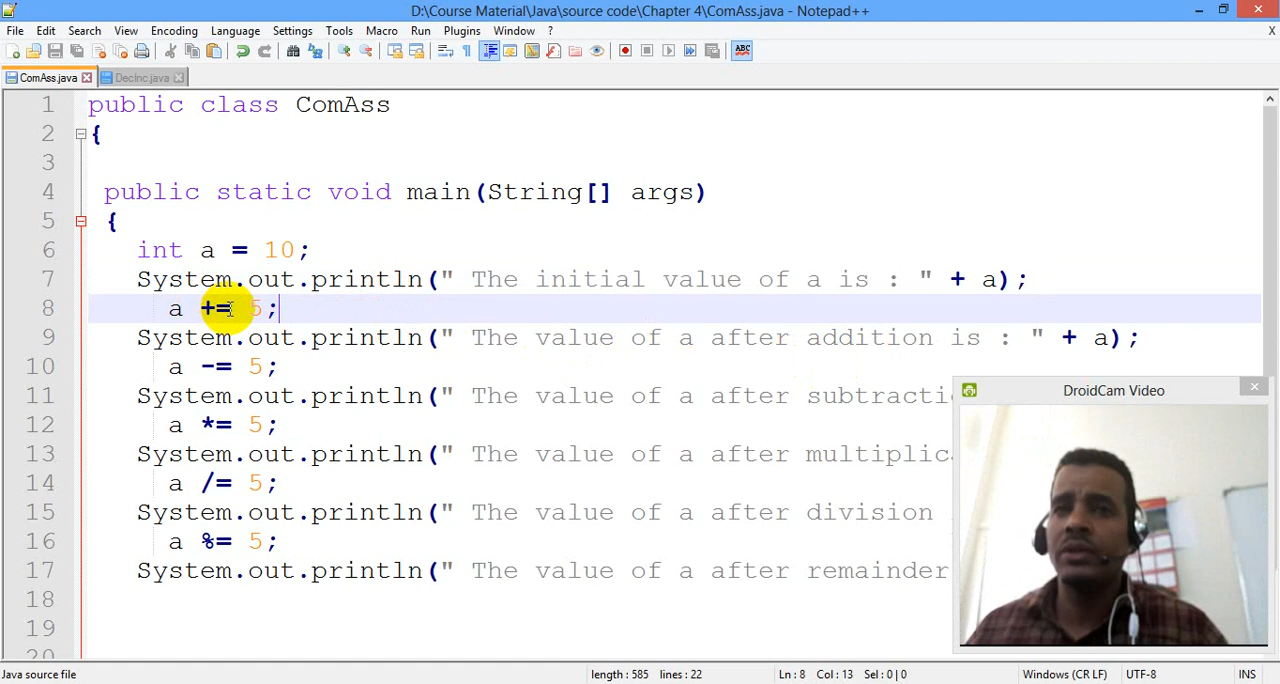 D:\Course Material\Java\source code\Chapter 4\ComAss.java - Notepad++
File Edit Search View Encoding Language Settings Tools Macro Run Plugins Window ? X
ABC
ComAss.java DecInc.java
1 public class ComAss
2 {
3
4 public static void main(String[] args)
5 {
6 int a = 10;
7 System.out.println(" The initial value of a is : " + a);
8 a += 5;
9 System.out.println(" The value of a after addition is : " + a);
10 a -= 5;
DroidCam Video
11 System.out.println(" The value of a after subtracti
12 a *= 5;
13 System.out.println(" The value of a after multiplic
14 a /= 5;
15 System.out.println(" The value of a after division
16 a %= 5;
17 System.out.println(" The value of a after remainder
18
19
20
Java source file length : 585 lines : 22 Ln : 8 Col : 13 Sel : 0 | 0 Windows (CR LF) UTF-8 INS